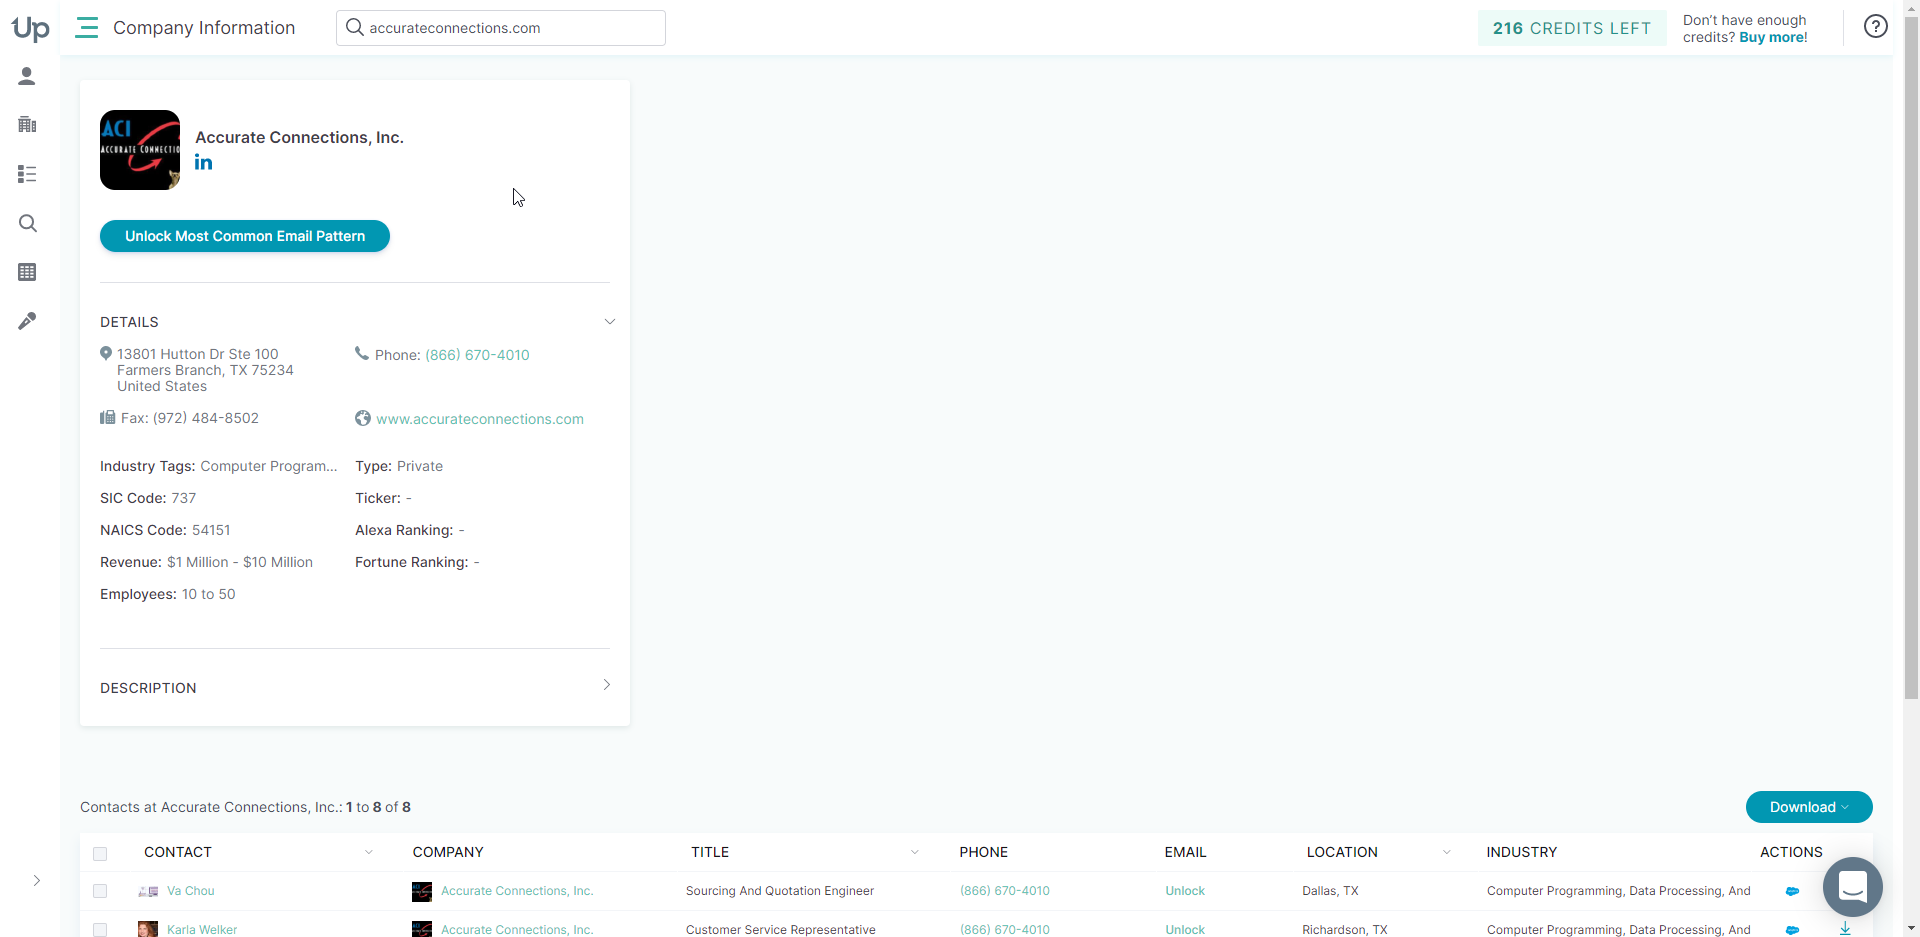 Up
Company Information
accurateconnections.com
216 CREDITS LEFT
Don't have enough
credits? Buy more!
ACI
Accurate Connections, Inc.
in
Unlock Most Common Email Pattern
DETAILS
13801 Hutton Dr Ste 100
Farmers Branch, TX 75234
United States
Phone: (866) 670-4010
Fax: (972) 484-8502
www.accurateconnections.com
Industry Tags: Computer Program...
Type: Private
SIC Code: 737
Ticker: -
NAICS Code: 54151
Alexa Ranking: -
Revenue: $1 Million - $10 Million
Fortune Ranking: -
Employees: 10 to 50
DESCRIPTION
Contacts at Accurate Connections, Inc.: 1 to 8 of 8
Download
CONTACT COMPANY TITLE PHONE EMAIL LOCATION INDUSTRY ACTIONS
Va Chou Accurate Connections, Inc. Sourcing And Quotation Engineer (866) 670-4010 Unlock Dallas, TX Computer Programming, Data Processing, And
Karla Welker Accurate Connections, Inc. Customer Service Representative (866) 670-4010 Unlock Richardson, TX Computer Programming, Data Processing, And